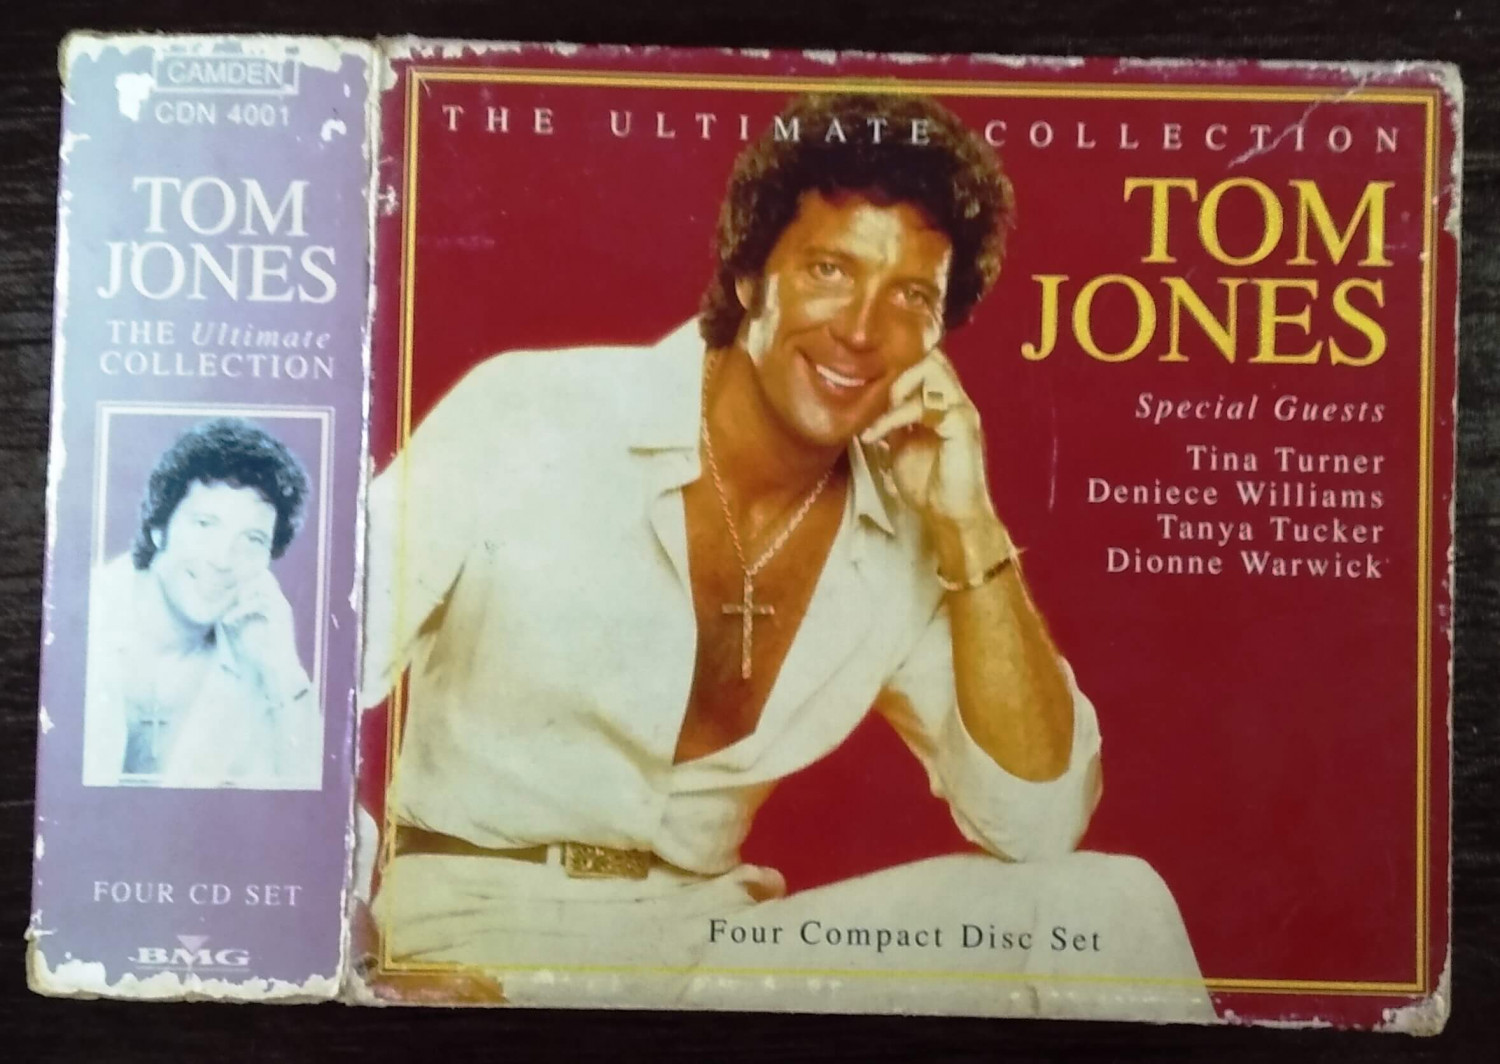 CAMDEN
CDN 4001
TOM
JONES
THE Ultimate
COLLECTION
FOUR CD SET
BMG
THE ULTIMATE COLLECTION
TOM
JONES
Special Guests
Tina Turner
Deniece Williams
Tanya Tucker
Dionne Warwick
Four Compact Disc Set